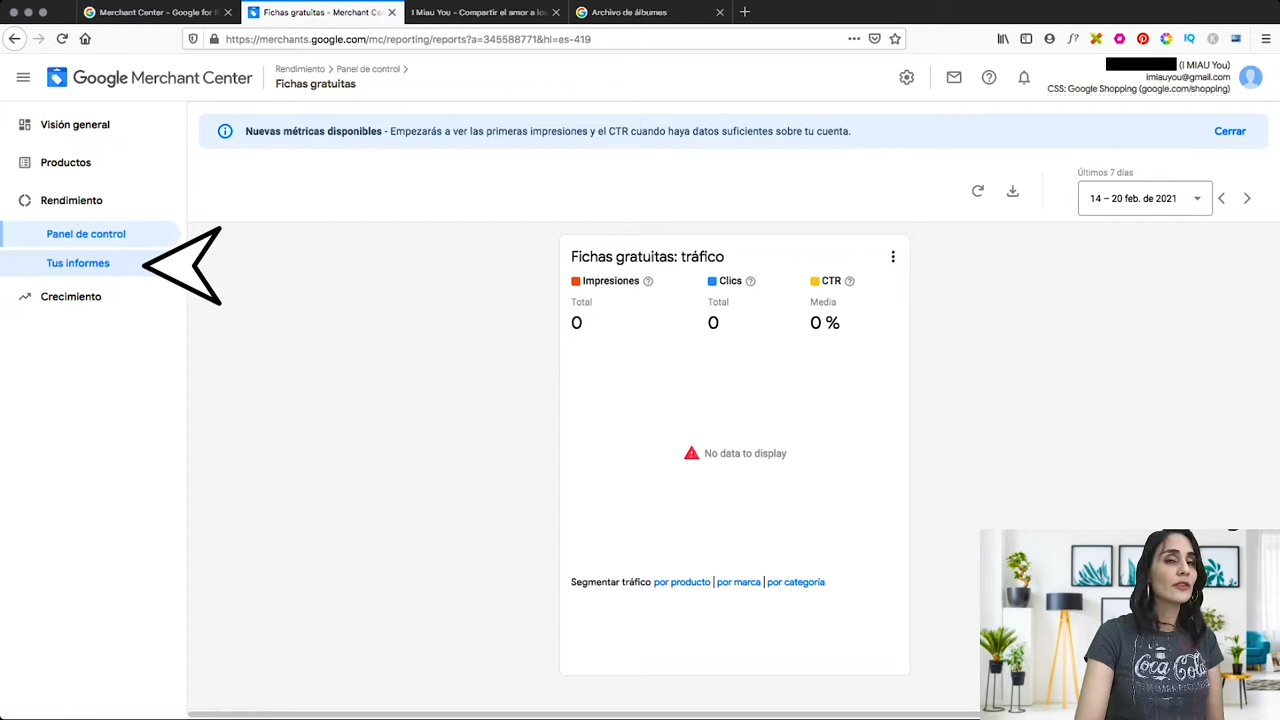 Merchant Center - Google for R
Fichas gratuitas - Merchant Ce
I Miau You - Compartir el amor a los
Archivo de álbumes
https://merchants.google.com/mc/reporting/reports?a=345588771&hl=es-419
Google Merchant Center
Rendimiento > Panel de control >
Fichas gratuitas
(I MIAU You)
imiauyou@gmail.com
CSS: Google Shopping (google.com/shopping)
Visión general
Productos
Rendimiento
Panel de control
Tus informes
Crecimiento
Nuevas métricas disponibles - Empezarás a ver las primeras impresiones y el CTR cuando haya datos suficientes sobre tu cuenta.
Cerrar
Últimos 7 días
14 – 20 feb. de 2021
Fichas gratuitas: tráfico
Impresiones Clics CTR
Total Total Media
0 0 0 %
No data to display
Segmentar tráfico por producto | por marca | por categoría
Coca-Cola